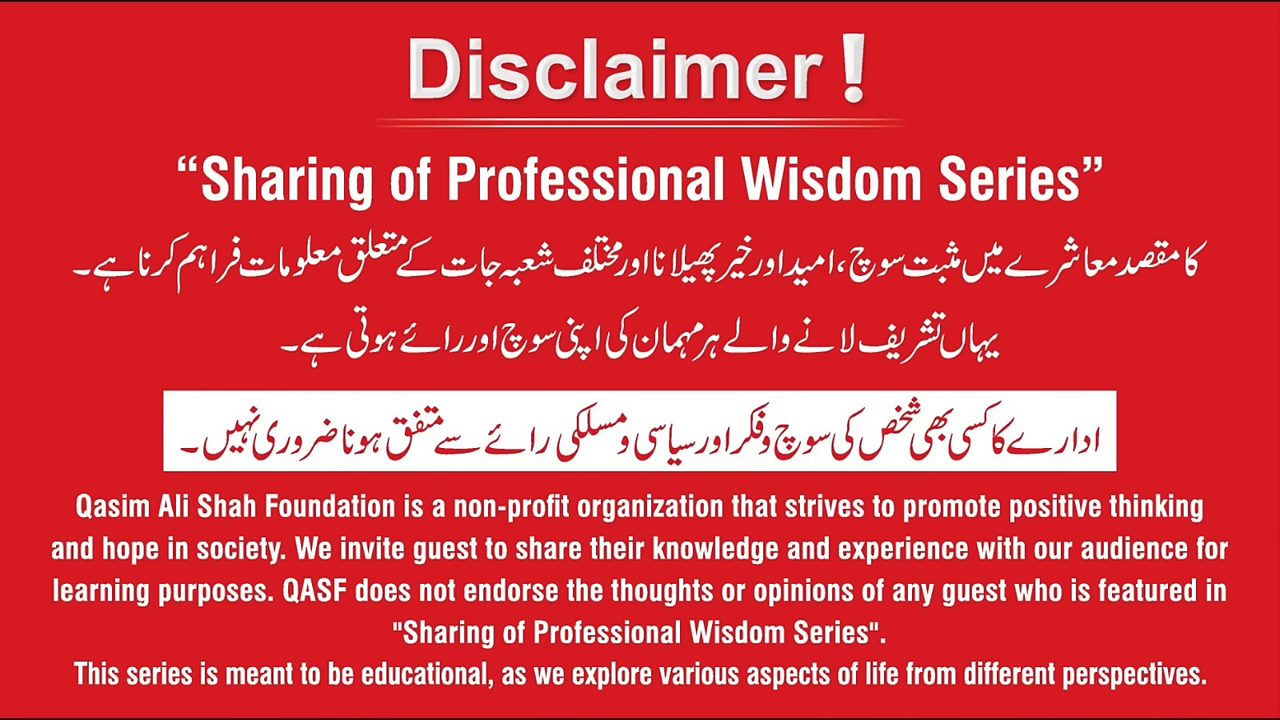 Disclaimer!
“Sharing of Professional Wisdom Series”
کا مقصد معاشرے میں مثبت سوچ، امید اور خیر پھیلانا اور مختلف شعبہ جات کے متعلق معلومات فراہم کرنا ہے۔
یہاں تشریف لانے والے ہر مہمان کی اپنی سوچ اور رائے ہوتی ہے۔
ادارے کا کسی بھی شخص کی سوچ و فکر اور سیاسی و مسلکی رائے سے متفق ہونا ضروری نہیں۔
Qasim Ali Shah Foundation is a non-profit organization that strives to promote positive thinking
and hope in society. We invite guest to share their knowledge and experience with our audience for
learning purposes. QASF does not endorse the thoughts or opinions of any guest who is featured in
"Sharing of Professional Wisdom Series".
This series is meant to be educational, as we explore various aspects of life from different perspectives.